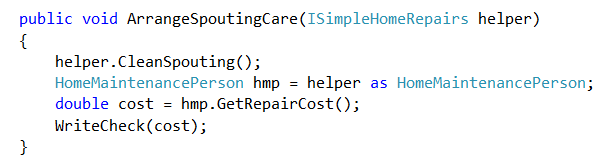 public void ArrangeSpoutingCare(ISimpleHomeRepairs helper)
{
    helper.CleanSpouting();
    HomeMaintenancePerson hmp = helper as HomeMaintenancePerson;
    double cost = hmp.GetRepairCost();
    WriteCheck(cost);
}